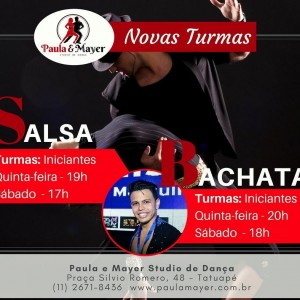 Paula & Mayer
Novas Turmas
SALSA
Turmas: Iniciantes
Quinta-feira - 19h
Sábado - 17h
BACHATA
Turmas: Iniciantes
Quinta-feira - 20h
Sábado - 18h
Paula e Mayer Studio de Dança
Praça Silvio Romero, 48 - Tatuapé
(11) 2671-8436 ~ www.paulamayer.com.br